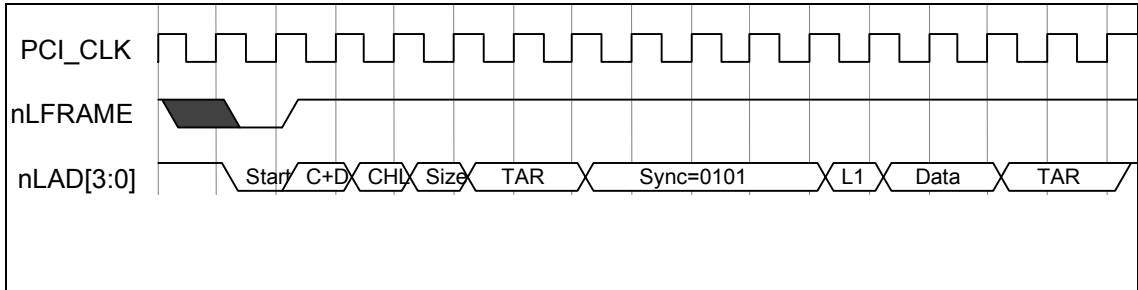 PCI_CLK
nLFRAME
nLAD[3:0] Start C+D CHL Size TAR Sync=0101 L1 Data TAR